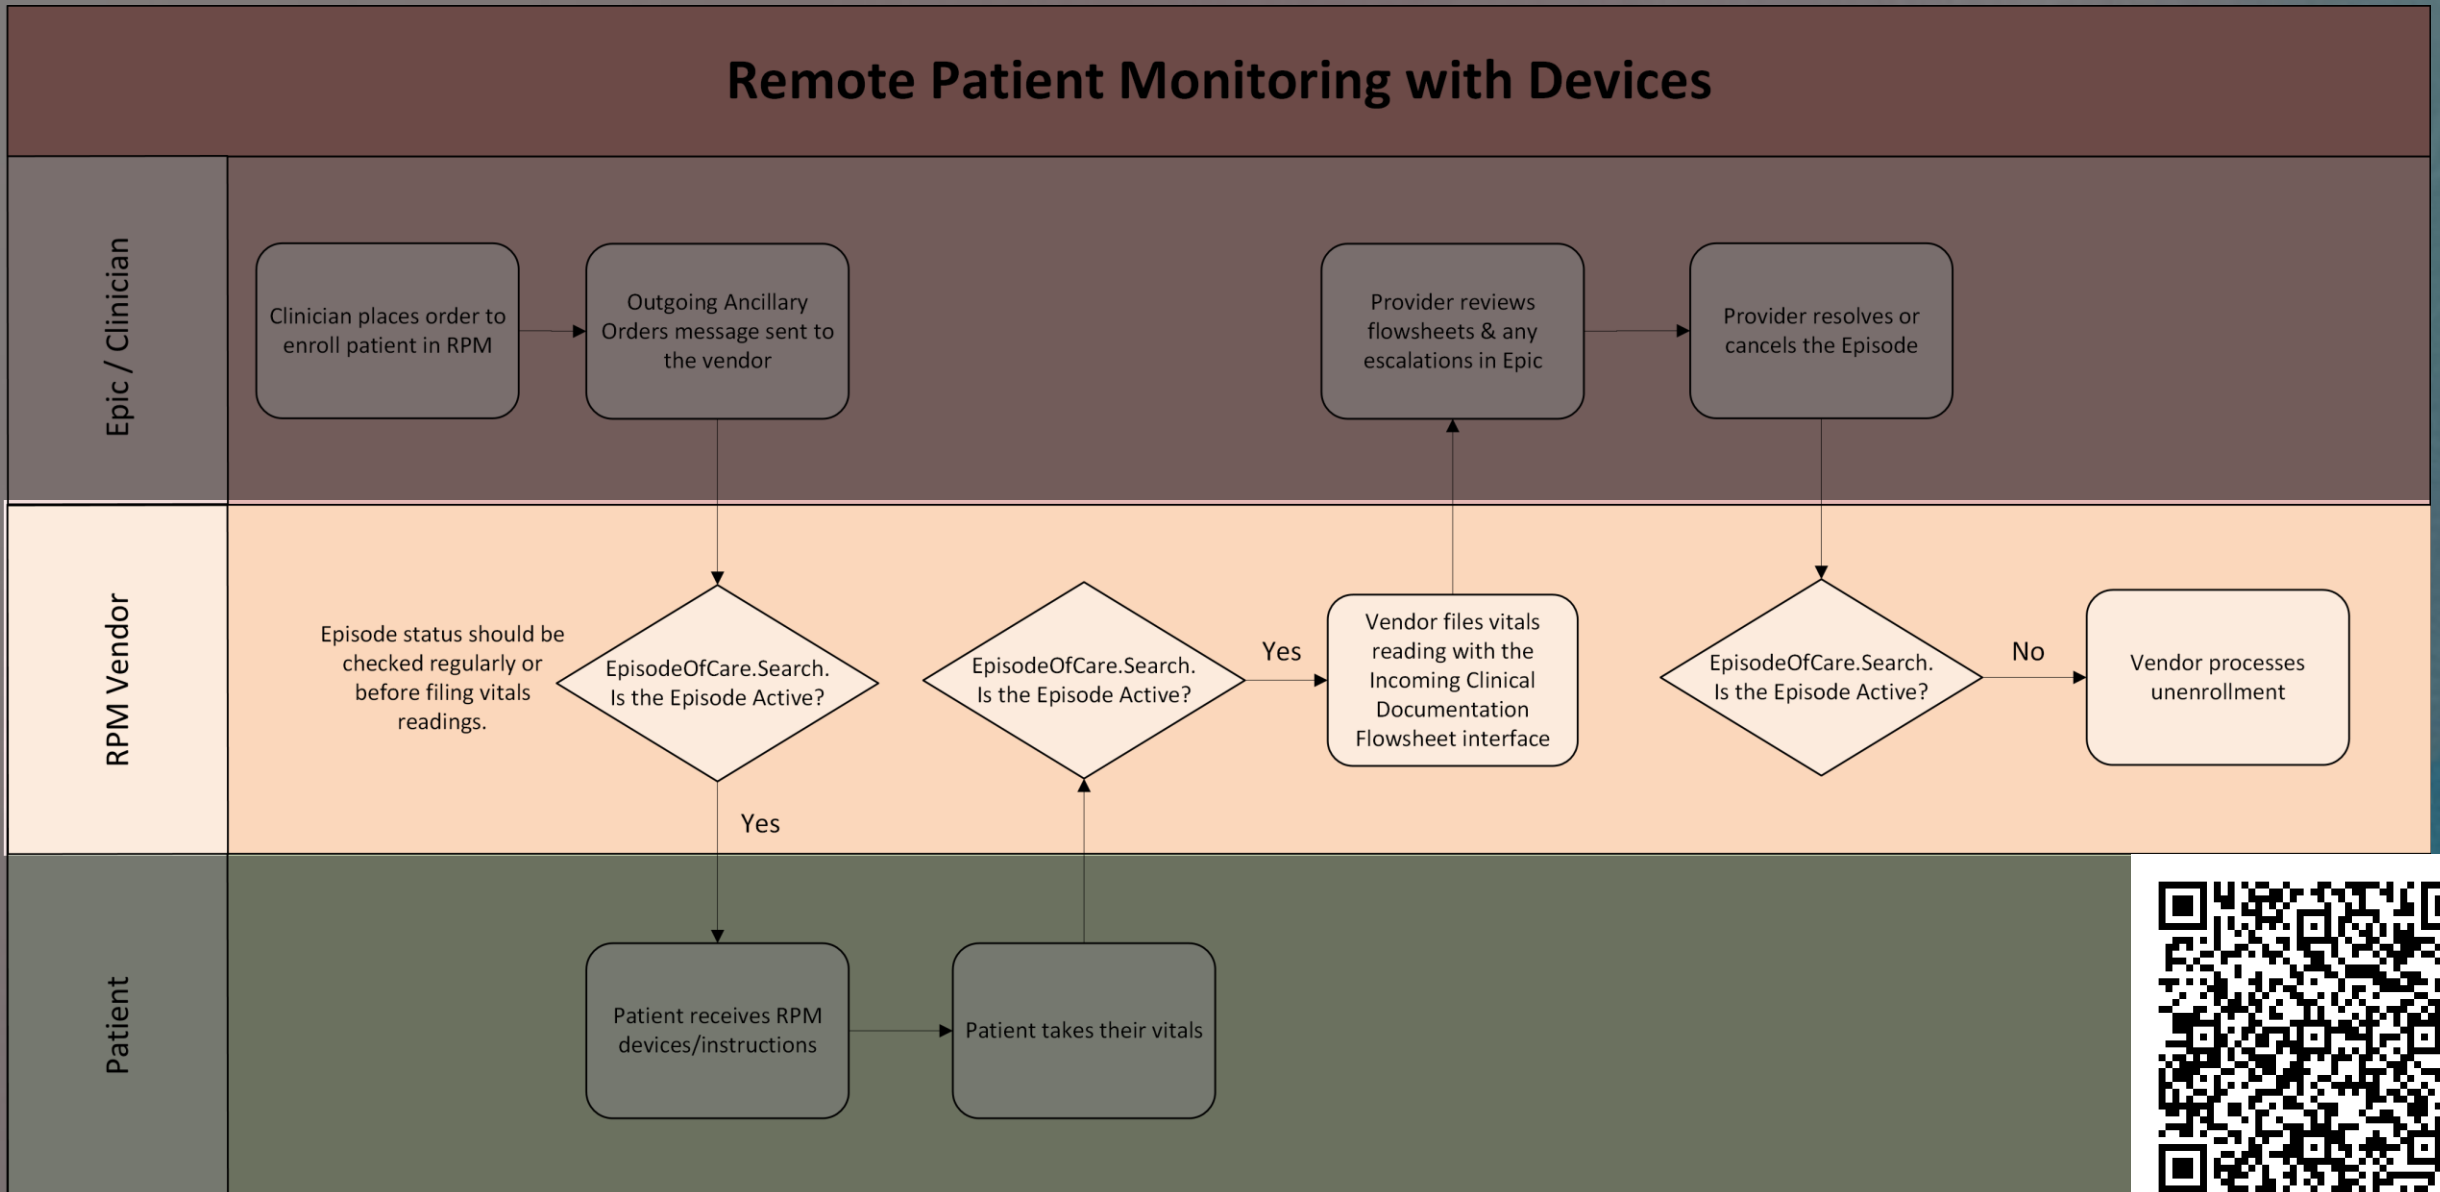 Remote Patient Monitoring with Devices
Epic / Clinician
Clinician places order to
enroll patient in RPM
Outgoing Ancillary
Orders message sent to
the vendor
Provider reviews
flowsheets & any
escalations in Epic
Provider resolves or
cancels the Episode
RPM Vendor
Episode status should be
checked regularly or
before filing vitals
readings.
EpisodeOfCare.Search.
Is the Episode Active?
Yes
EpisodeOfCare.Search.
Is the Episode Active?
Yes
Vendor files vitals
reading with the
Incoming Clinical
Documentation
Flowsheet interface
EpisodeOfCare.Search.
Is the Episode Active?
No
Vendor processes
unenrollment
Patient
Patient receives RPM
devices/instructions
Patient takes their vitals